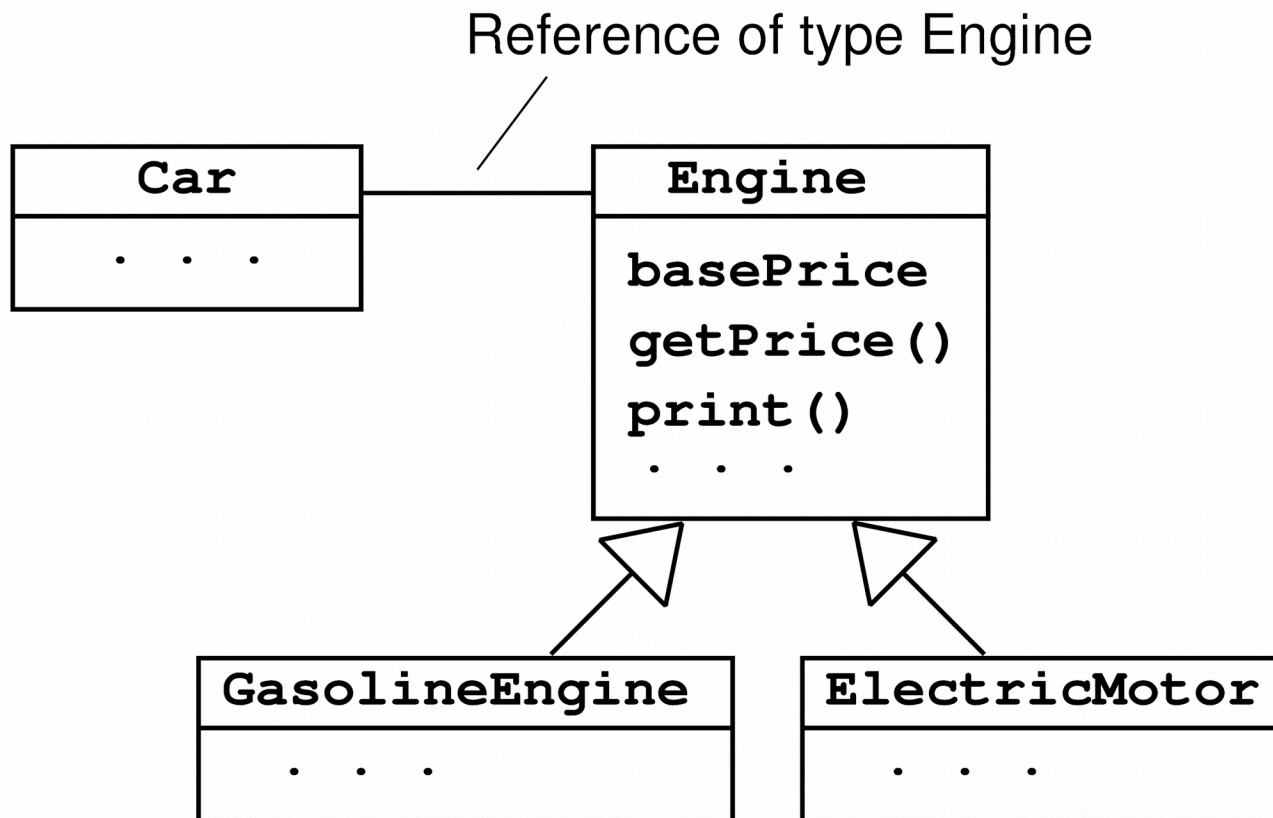 Reference of type Engine
Car
. . .
Engine
basePrice
getPrice()
print()
. . .
GasolineEngine
. . .
ElectricMotor
. . .